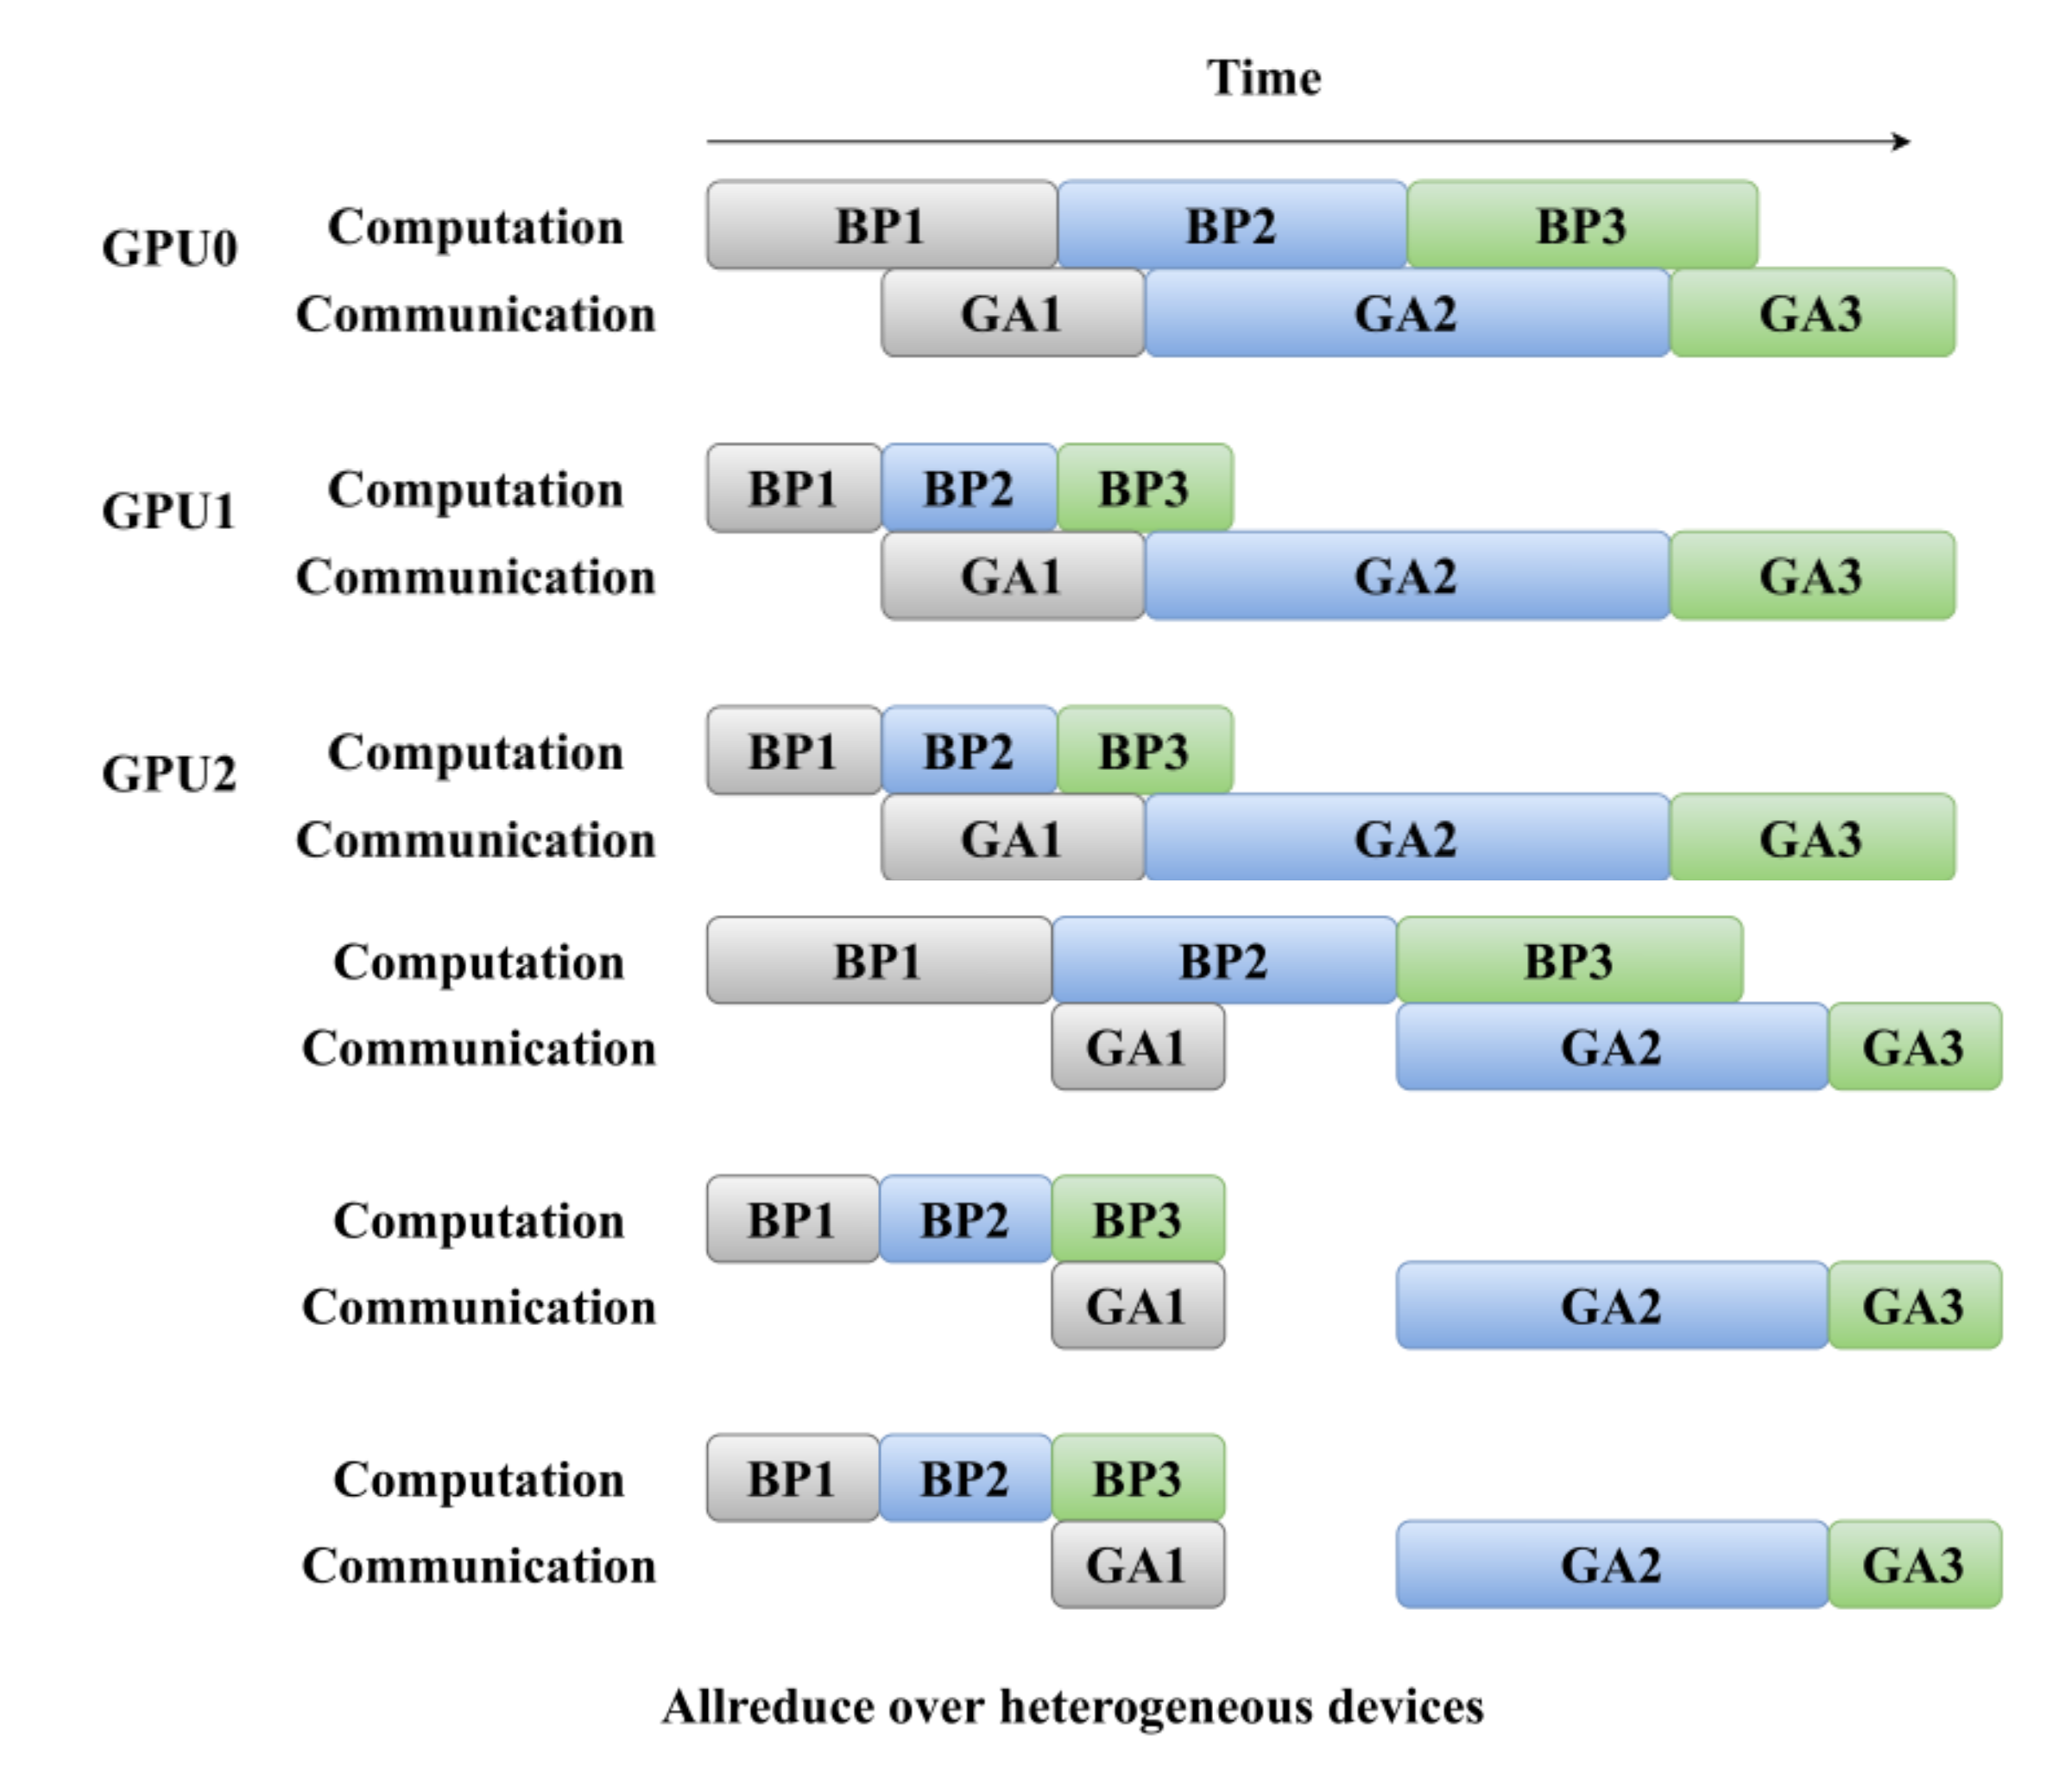 Time
GPU0 Computation BP1 BP2 BP3
Communication GA1 GA2 GA3
GPU1 Computation BP1 BP2 BP3
Communication GA1 GA2 GA3
GPU2 Computation BP1 BP2 BP3
Communication GA1 GA2 GA3
Computation BP1 BP2 BP3
Communication GA1 GA2 GA3
Computation BP1 BP2 BP3
Communication GA1 GA2 GA3
Computation BP1 BP2 BP3
Communication GA1 GA2 GA3
Allreduce over heterogeneous devices